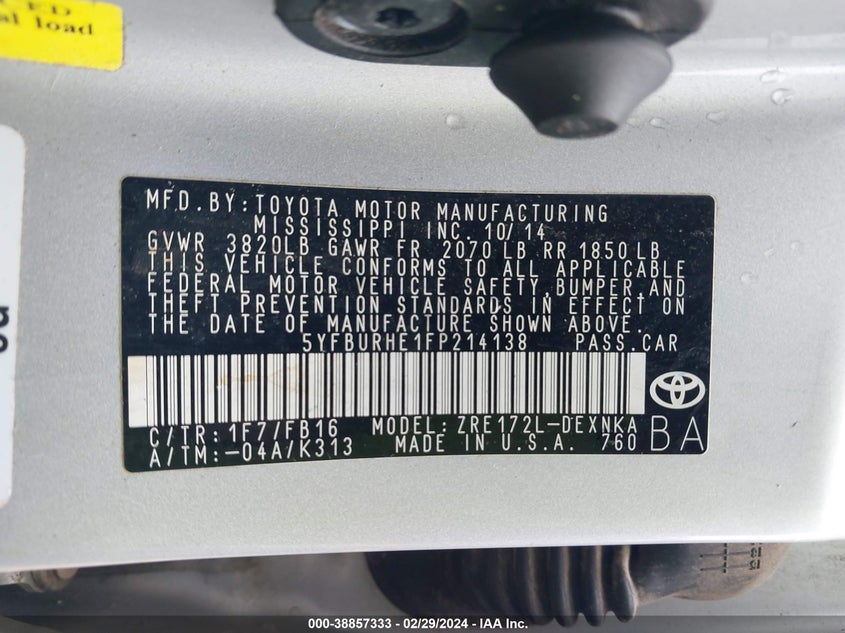 al load
MFD.BY:TOYOTA MOTOR MANUFACTURING
MISSISSIPPI INC. 10/14
GVWR 3820LB GAWR FR 2070 LB RR 1850 LB
THIS VEHICLE CONFORMS TO ALL APPLICABLE
FEDERAL MOTOR VEHICLE SAFETY, BUMPER,AND
THEFT PREVENTION STANDARDS IN EFFECT ON
THE DATE OF MANUFACTURE SHOWN ABOVE.
5YFBURHE1FP214138 PASS.CAR
C/TR: 1F7/FB16 MODEL: ZRE172L-DEXNKA
A/TM:-04A/K313 MADE IN U.S.A. 760 BA
000-38857333 - 02/29/2024 - IAA Inc.